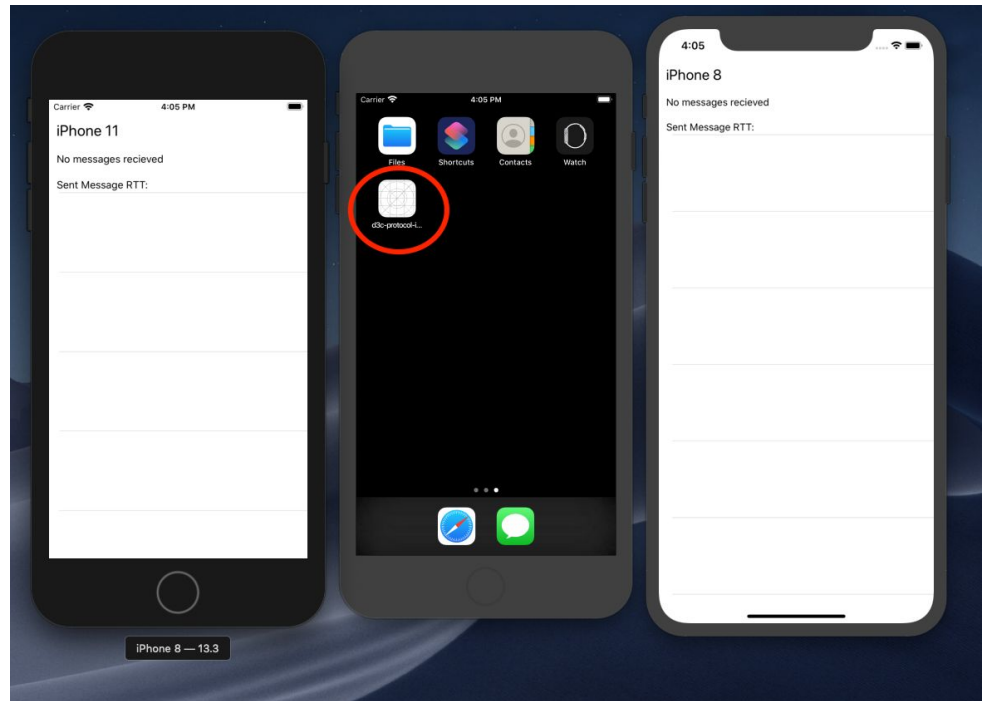 Carrier 4:05 PM
iPhone 11
No messages recieved
Sent Message RTT:
iPhone 8 — 13.3
Carrier 4:05 PM
Files Shortcuts Contacts Watch
d3c-protocol-i...
4:05
iPhone 8
No messages recieved
Sent Message RTT: